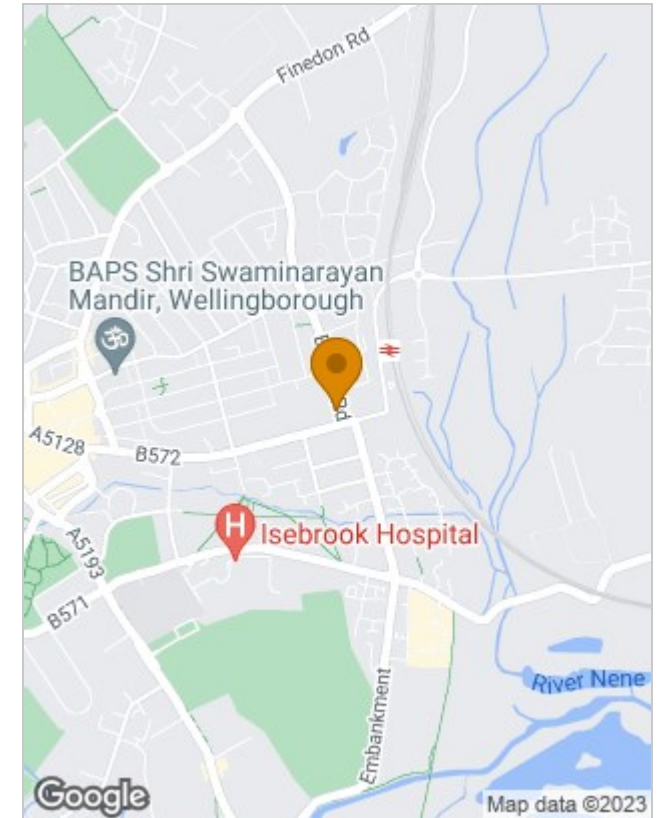 Finedon Rd
BAPS Shri Swaminarayan
Mandir, Wellingborough
ૐ
Rd
A5128
B572
H
Isebrook Hospital
A5193
B571
River Nene
Embankment
Google
Map data ©2023